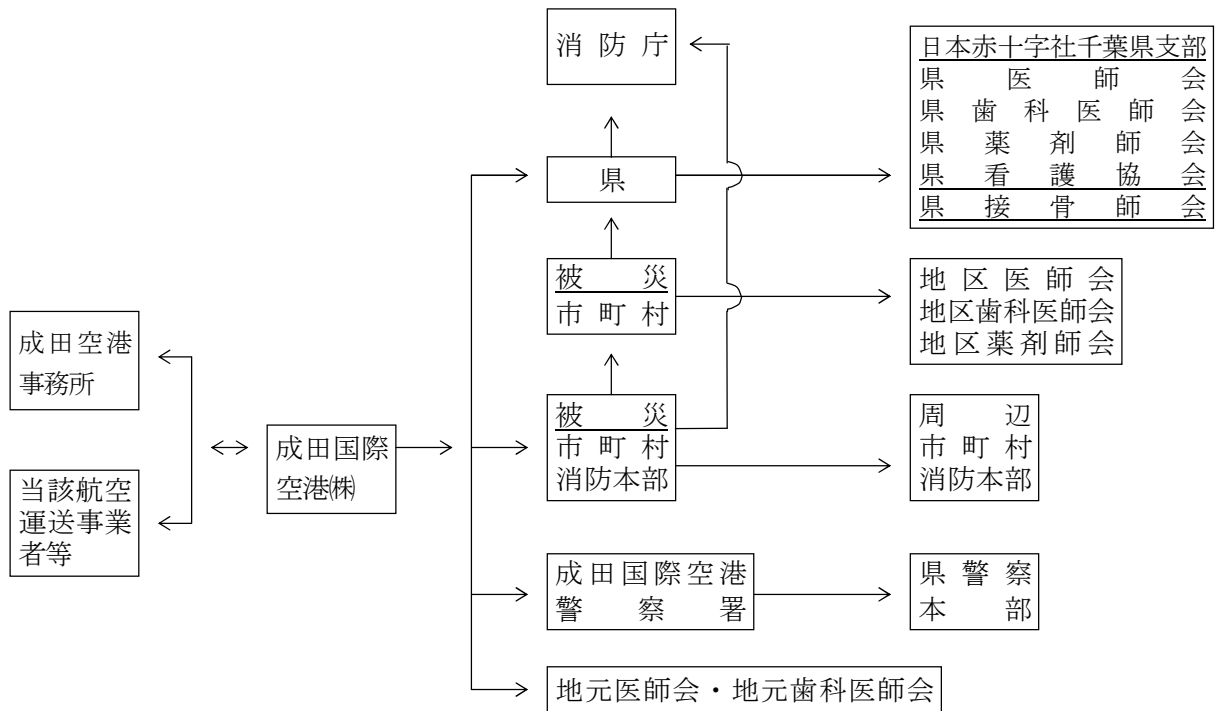 消防庁
日本赤十字社千葉県支部
県医師会
県歯科医師会
県薬剤師会
県看護協会
県接骨師会
県
被災
市町村
地区医師会
地区歯科医師会
地区薬剤師会
成田空港
事務所
当該航空
運送事業
者等
成田国際
空港㈱
被災
市町村
消防本部
周辺
市町村
消防本部
成田国際空港
警察署
県警察
本部
地元医師会・地元歯科医師会